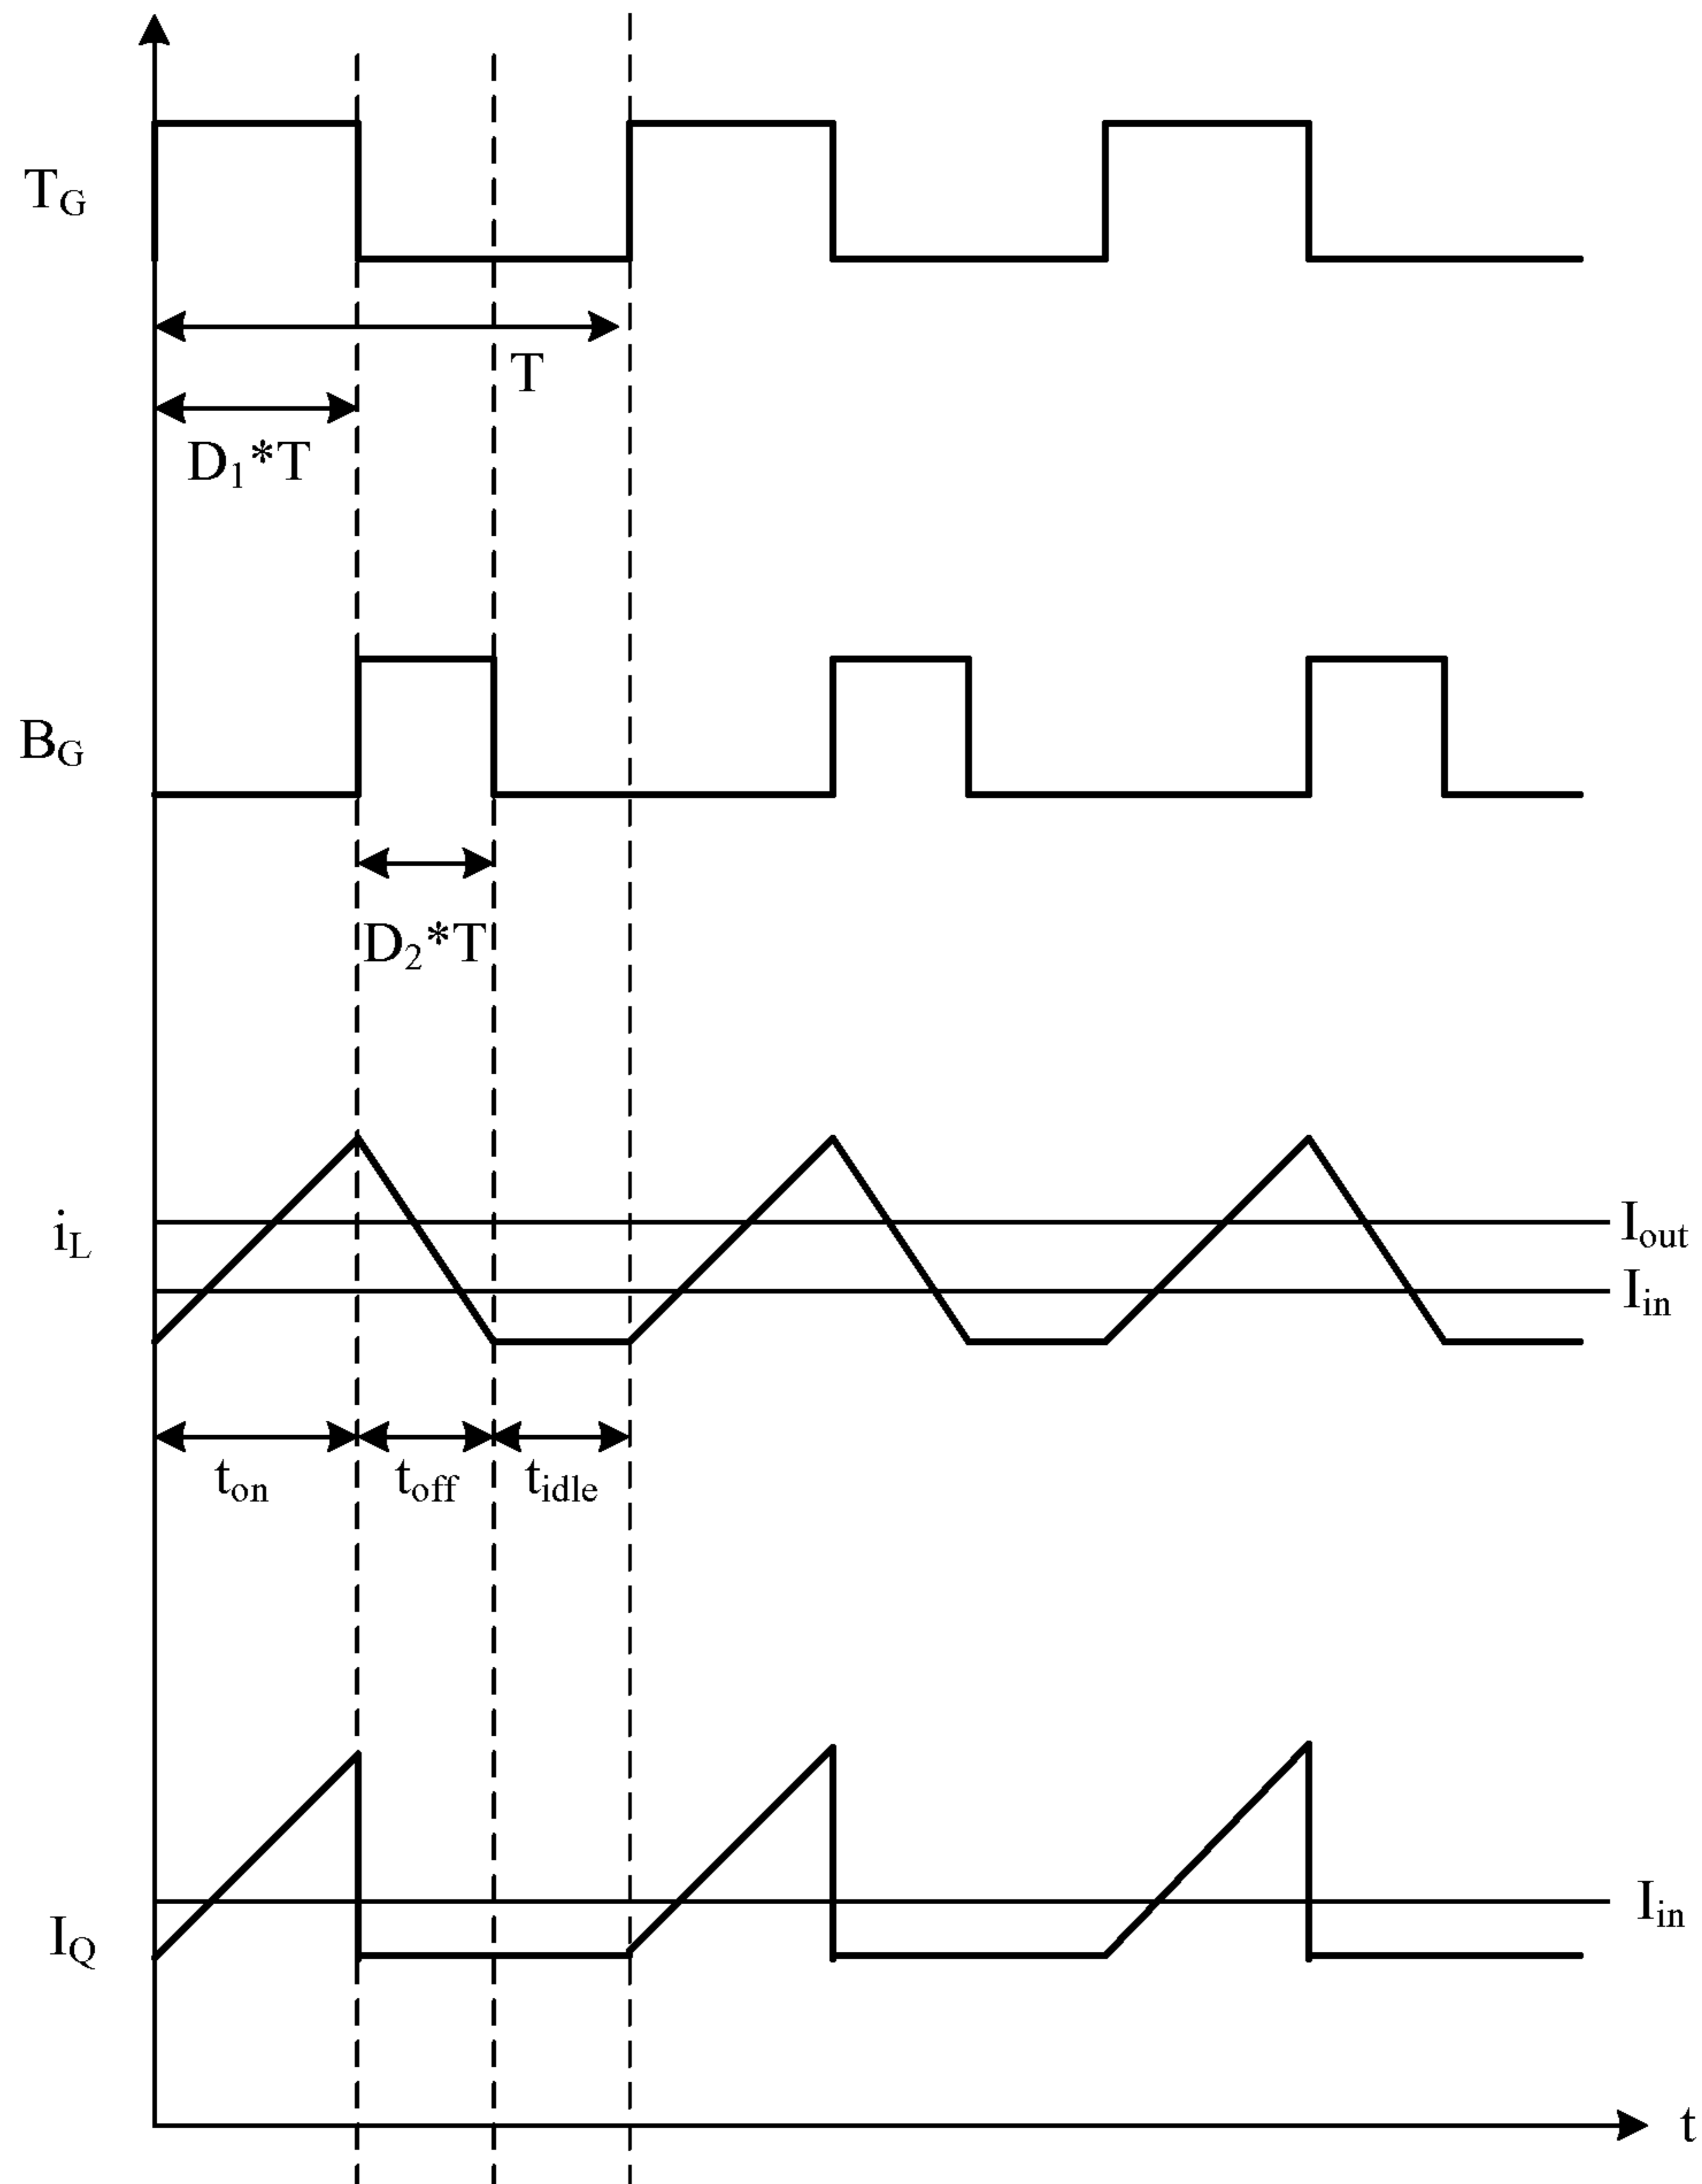 T_G
T
D_1*T
B_G
D_2*T
i_L
I_out
I_in
t_on t_off t_idle
I_in
I_Q
t